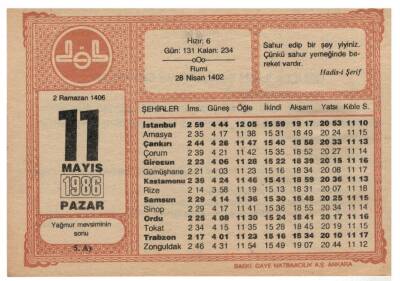 Hızır: 6
Gün: 131 Kalan: 234
oOo
Rumi
28 Nisan 1402
Sahur edip bir şey yiyiniz.
Çünkü sahur yemeğinde be-
reket vardır.
Hadis-i Şerif
2 Ramazan 1406
11
MAYIS
1986
PAZAR
Yağmur mevsiminin
sonu
5. Ay
ŞEHİRLER İms. Güneş Öğle İkindi Akşam Yatsı Kıble S.
İstanbul 2 59 4 44 12 05 15 59 19 17 20 53 11 10
Amasya 2 35 4 17 11 38 15 31 18 49 20 24 11 15
Çankırı 2 44 4 26 11 47 15 40 18 58 20 33 11 13
Çorum 2 39 4 21 11 42 15 35 18 52 20 27 11 14
Giresun 2 23 4 06 11 28 15 22 18 39 20 15 11 16
Gümüşhane 2 21 4 03 11 23 15 16 18 34 20 08 11 17
Kastamonu 2 39 4 24 11 46 15 41 18 59 20 36 11 13
Rize 2 14 3 58 11 19 15 13 18 31 20 07 11 18
Samsun 2 29 4 14 11 36 15 30 18 48 20 25 11 15
Sinop 2 29 4 17 11 41 15 36 18 54 20 34 11 14
Ordu 2 25 4 08 11 30 15 24 18 41 20 17 11 16
Tokat 2 34 4 15 11 35 15 28 18 45 20 19 11 16
Trabzon 2 17 4 01 11 23 15 16 18 34 20 10 11 17
Zonguldak 2 46 4 31 11 54 15 49 19 07 20 44 11 12
BASKI: GAYE MATBAACILIK A.Ş. ANKARA